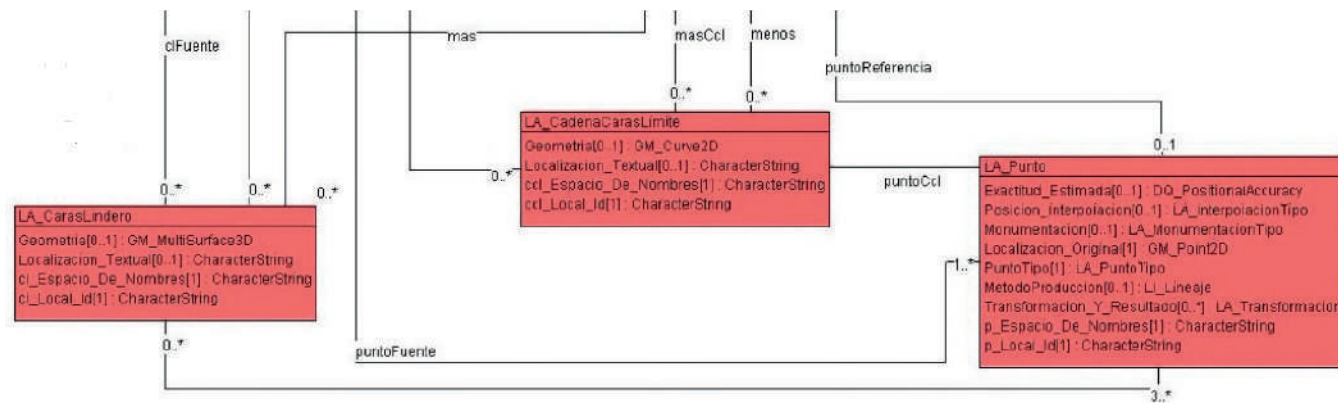 clFuente
mas
masCcl
menos
puntoReferencia
0..*
0..*
0..1
LA_CadenaCarasLimite
Geometria[0..1] : GM_Curve2D
Localizacion_Textual[0..1] : CharacterString
ccl_Espacio_De_Nombres[1] : CharacterString
ccl_Local_Id[1] : CharacterString
0..*
puntoCcl
LA_Punto
Exactitud_Estimada[0..1] : DQ_PositionalAccuracy
Posicion_Interpolacion[0..1] : LA_InterpolacionTipo
Monumentacion[0..1] : LA_MonumentacionTipo
Localizacion_Original[1] : GM_Point2D
PuntoTipo[1] : LA_PuntoTipo
MetodoProduccion[0..1] : LI_Lineaje
Transformacion_Y_Resultado[0..*] : LA_Transformacion
p_Espacio_De_Nombres[1] : CharacterString
p_Local_Id[1] : CharacterString
0..*
0..*
0..*
LA_CarasLindero
Geometria[0..1] : GM_MultiSurface3D
Localizacion_Textual[0..1] : CharacterString
cl_Espacio_De_Nombres[1] : CharacterString
cl_Local_Id[1] : CharacterString
1..*
0..*
puntoFuente
3..*